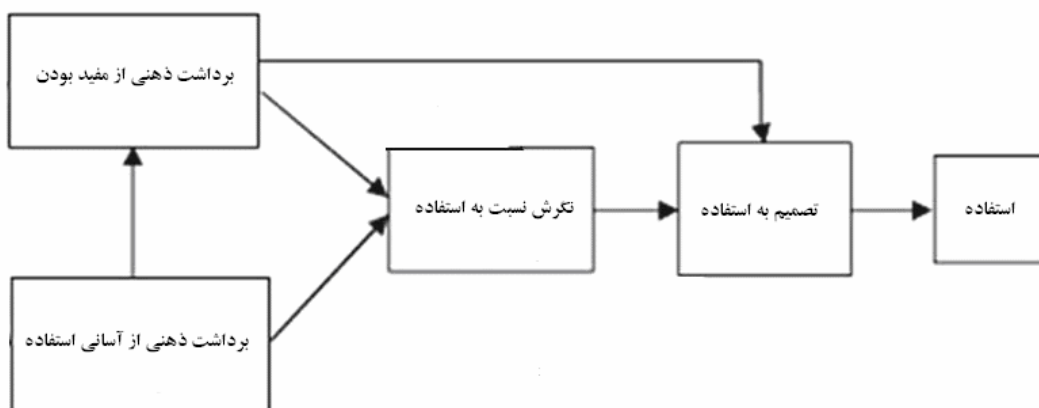 برداشت ذهنی از مفید بودن
نگرش نسبت به استفاده
تصمیم به استفاده
استفاده
برداشت ذهنی از آسانی استفاده